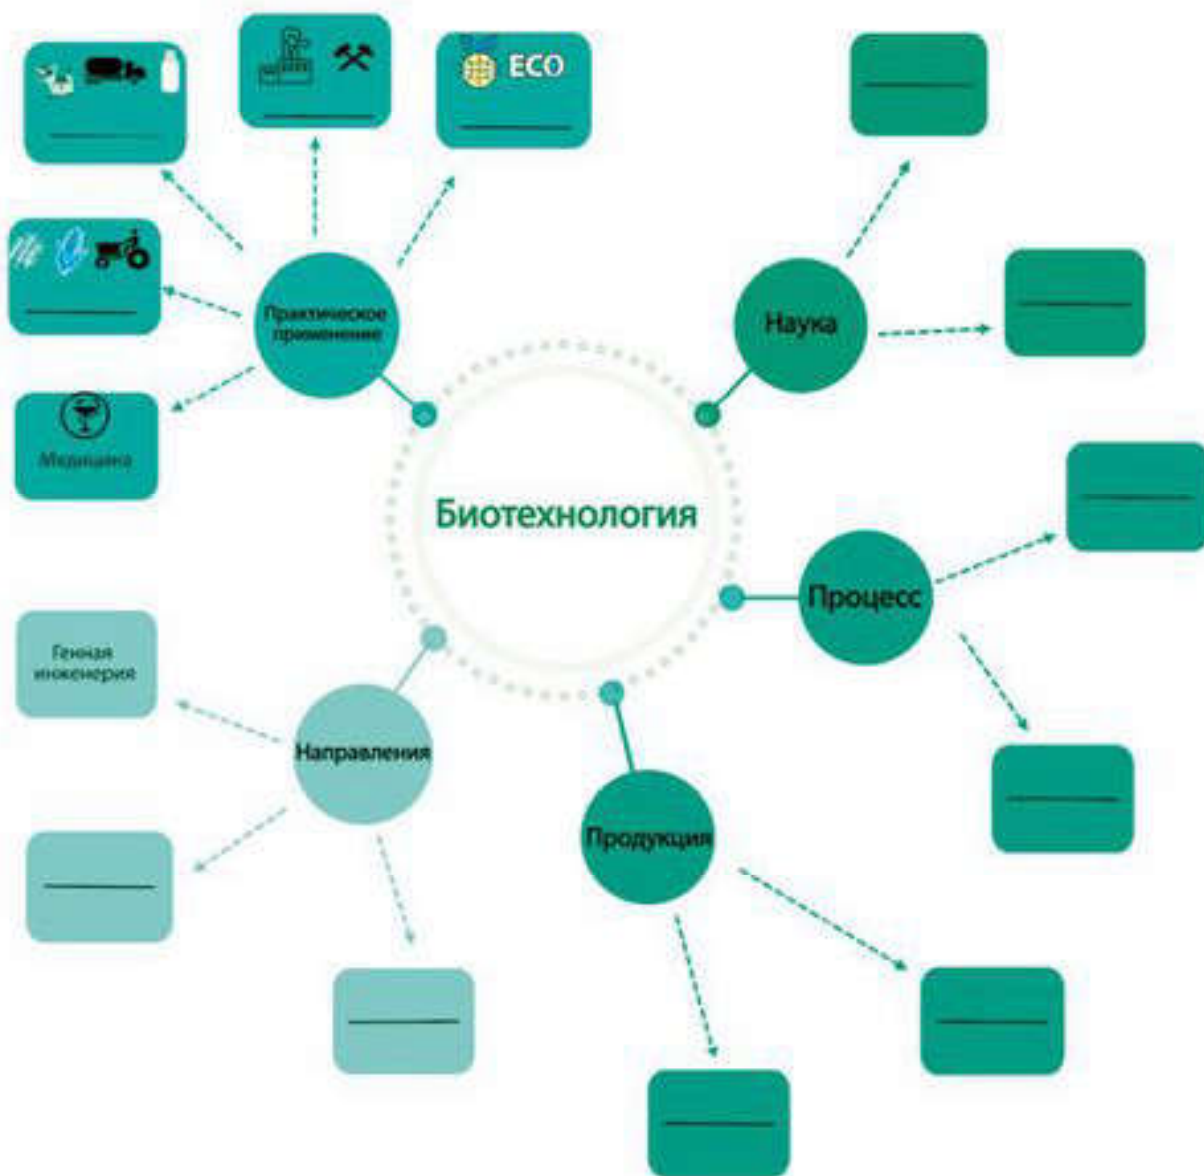 ECO
Практическое
применение
Наука
Медицина
Биотехнология
Процесс
Генная
инженерия
Направления
Продукция